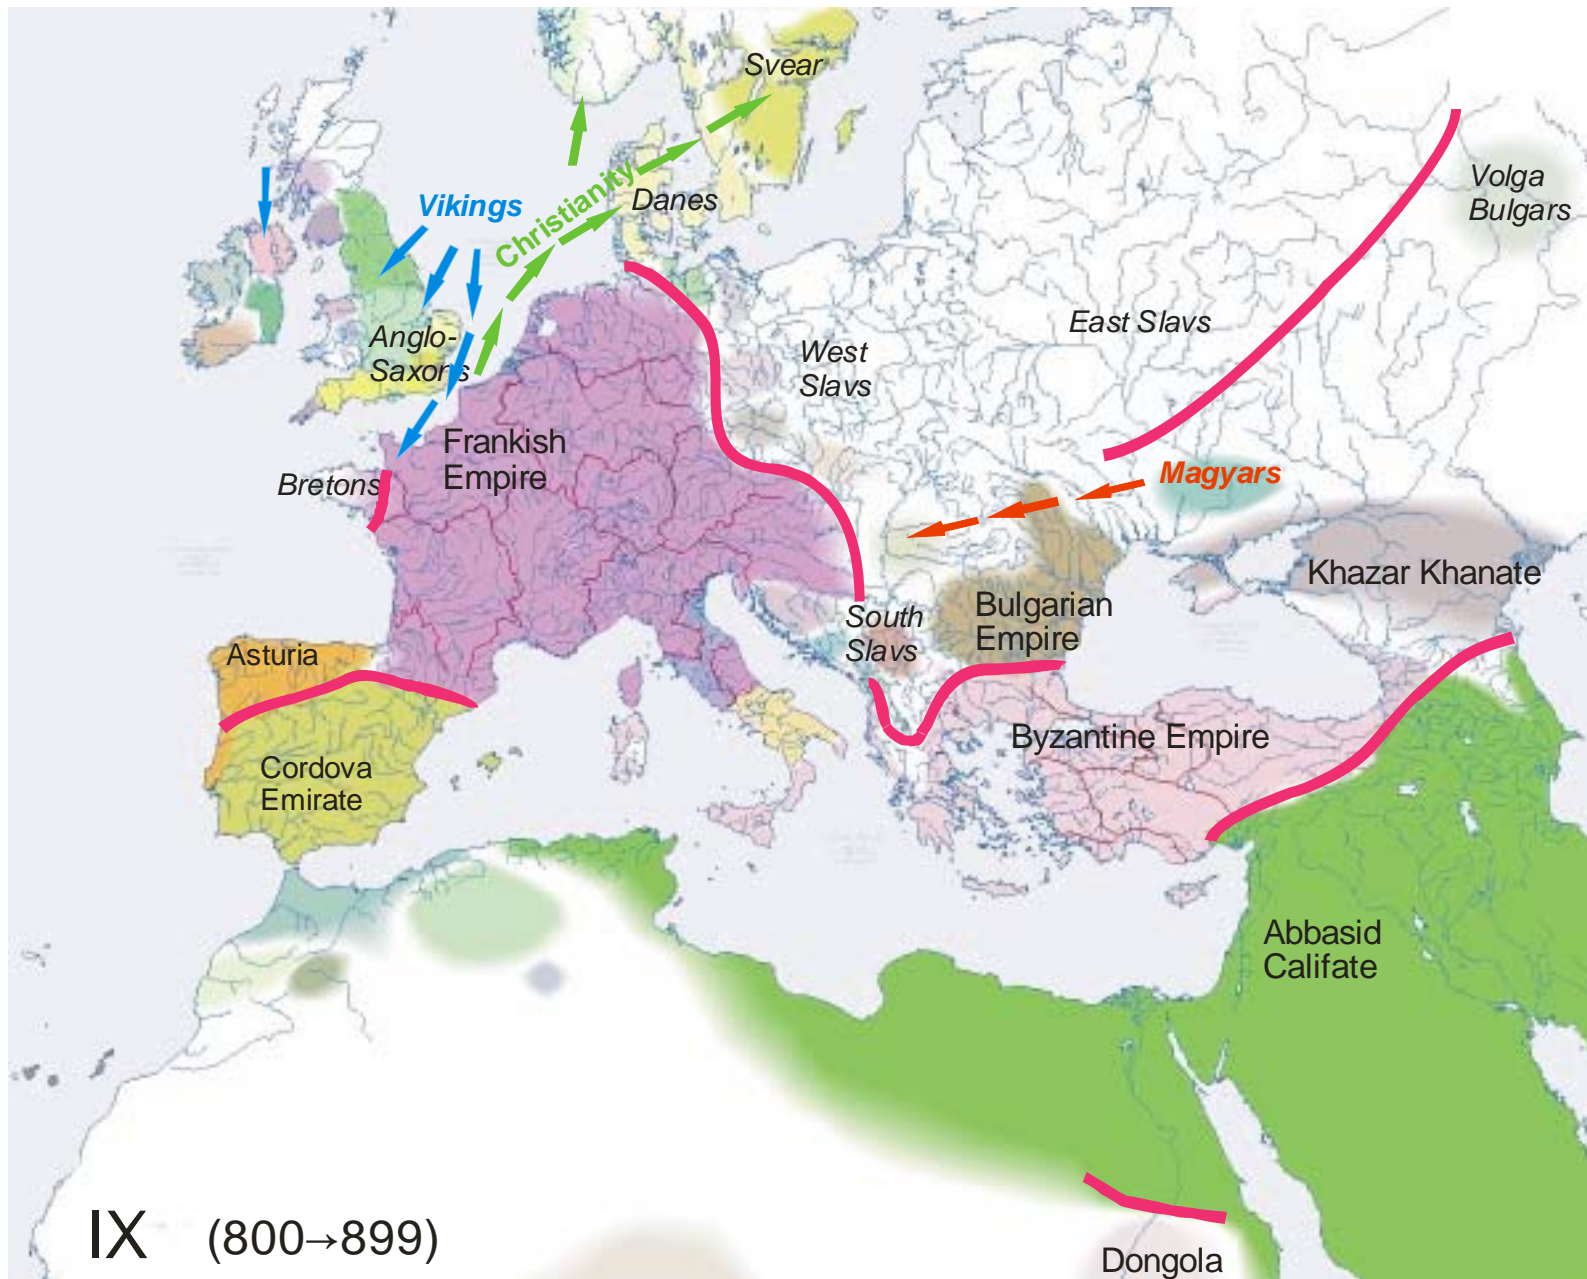 Svear
Volga
Bulgars
Vikings
Christianity
Danes
East Slavs
Anglo-
Saxons
West
Slavs
Frankish
Empire
Bretons
Magyars
Khazar Khanate
South
Slavs
Bulgarian
Empire
Asturia
Byzantine Empire
Cordova
Emirate
Abbasid
Califate
IX (800→899)
Dongola